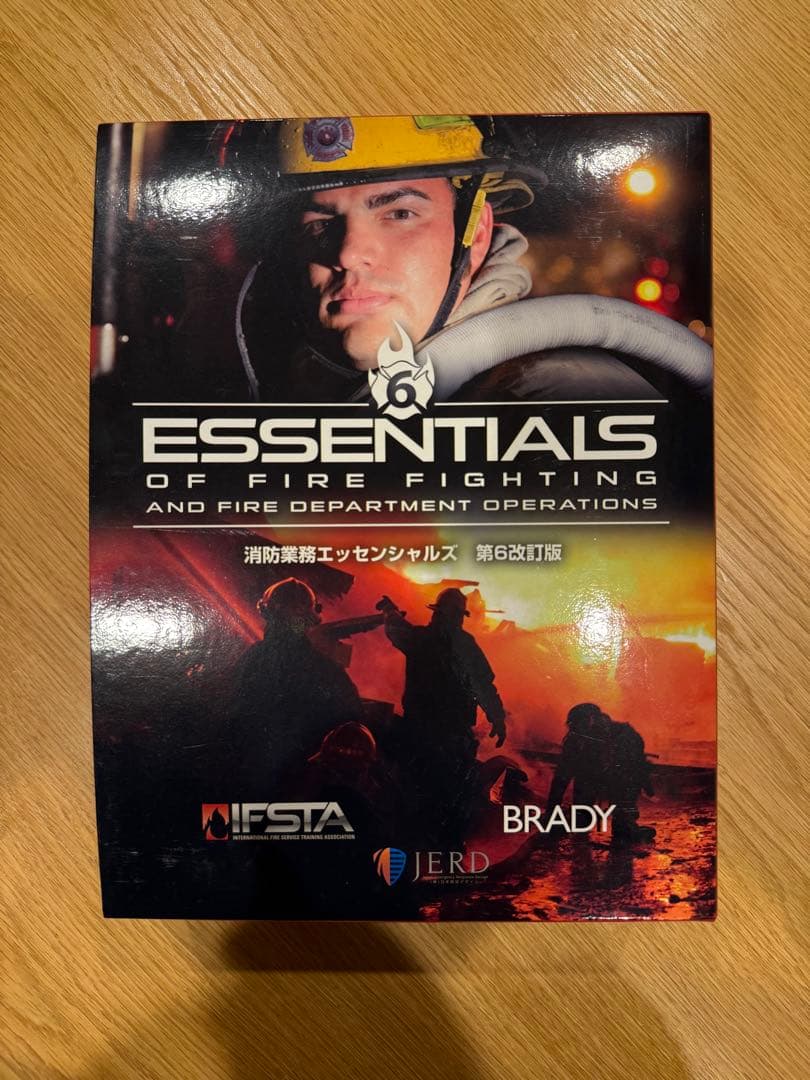 6
ESSENTIALS
OF FIRE FIGHTING
AND FIRE DEPARTMENT OPERATIONS
消防業務エッセンシャルズ 第6改訂版
IFSTA
INTERNATIONAL FIRE SERVICE TRAINING ASSOCIATION
BRADY
JERD